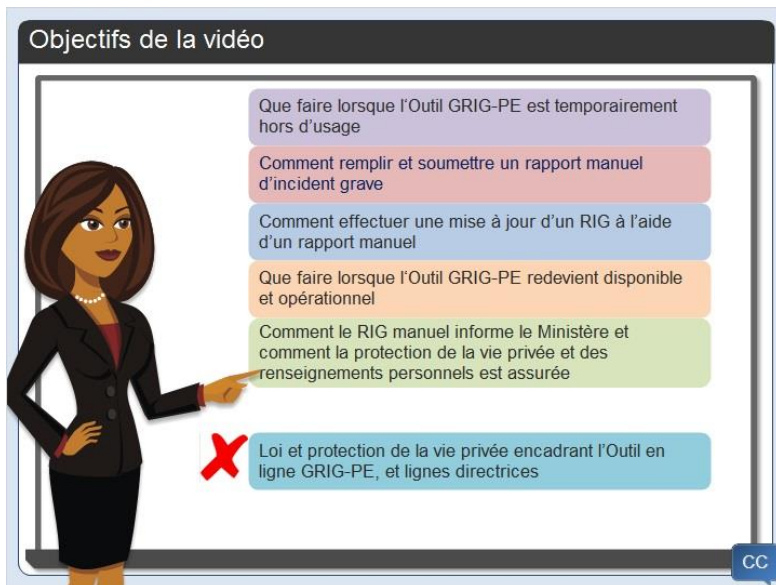 Objectifs de la vidéo
Que faire lorsque l'Outil GRIG-PE est temporairement
hors d'usage
Comment remplir et soumettre un rapport manuel
d'incident grave
Comment effectuer une mise à jour d'un RIG à l'aide
d'un rapport manuel
Que faire lorsque l'Outil GRIG-PE redevient disponible
et opérationnel
Comment le RIG manuel informe le Ministère et
comment la protection de la vie privée et des
renseignements personnels est assurée
Loi et protection de la vie privée encadrant l'Outil en
ligne GRIG-PE, et lignes directrices
CC